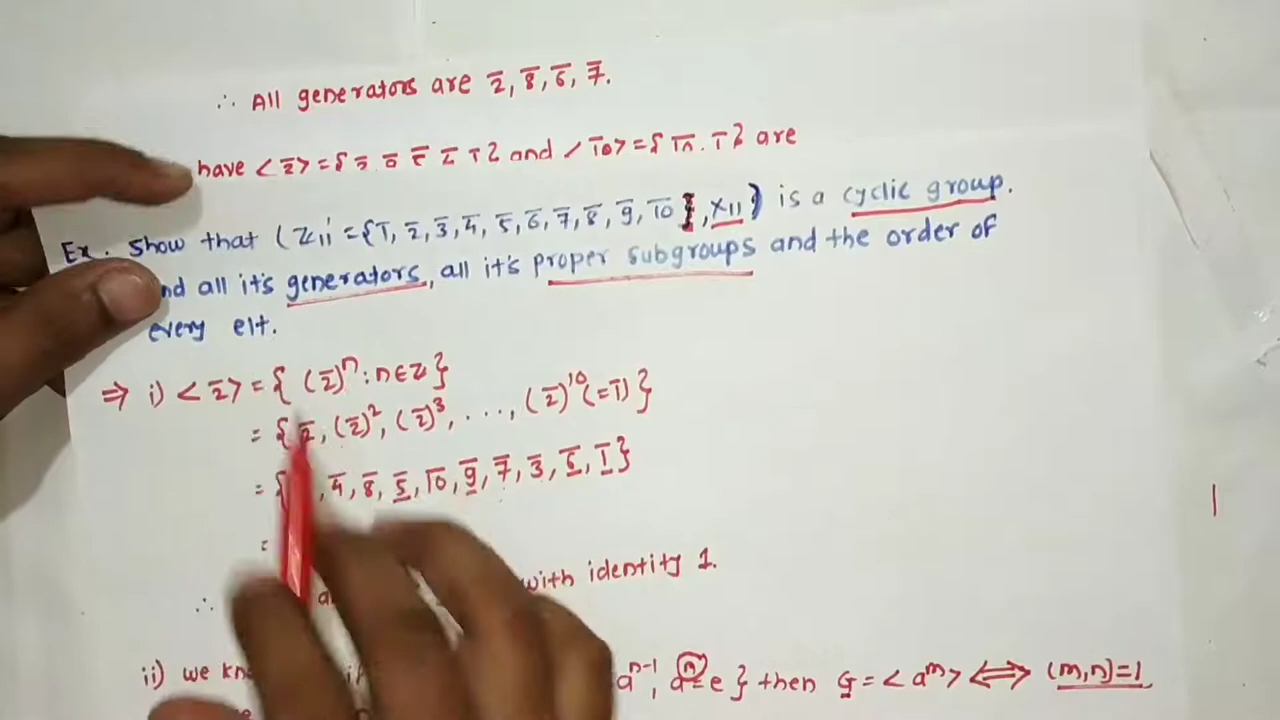 ∴ All generators are 2̄, 8̄, 6̄, 7̄.
have <2̄> = { and <1̄0̄> = {1̄0̄, 1̄} are
Ex. Show that (Z₁₁' = {1̄, 2̄, 3̄, 4̄, 5̄, 6̄, 7̄, 8̄, 9̄, 1̄0̄}, ×₁₁) is a cyclic group.
nd all it's generators, all it's proper subgroups and the order of
every elt.
⇒ i) <2̄> = { (2̄)ⁿ : n∈Z }
= { 2̄, (2̄)², (2̄)³, ..., (2̄)¹⁰ (=1̄) }
= { , 4̄, 8̄, 5̄, 1̄0̄, 9̄, 7̄, 3̄, 6̄, 1̄ }
=
∴ with identity 1.
ii) we kn aⁿ⁻¹, aⁿ=e } then G = <aᵐ> ⟺ (m,n)=1